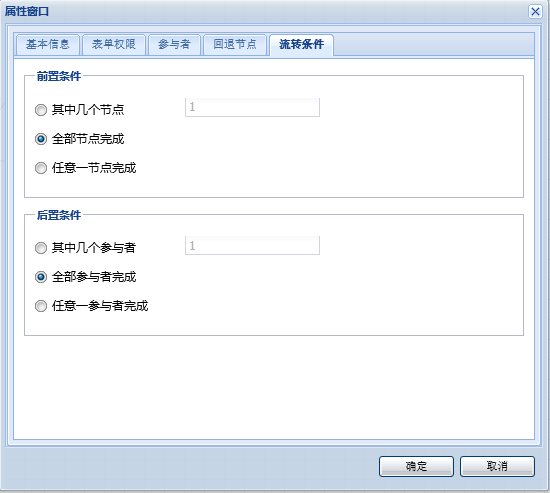 属性窗口
基本信息 表单权限 参与者 回退节点 流转条件
前置条件
其中几个节点 1
全部节点完成
任意一节点完成
后置条件
其中几个参与者 1
全部参与者完成
任意一参与者完成
确定 取消